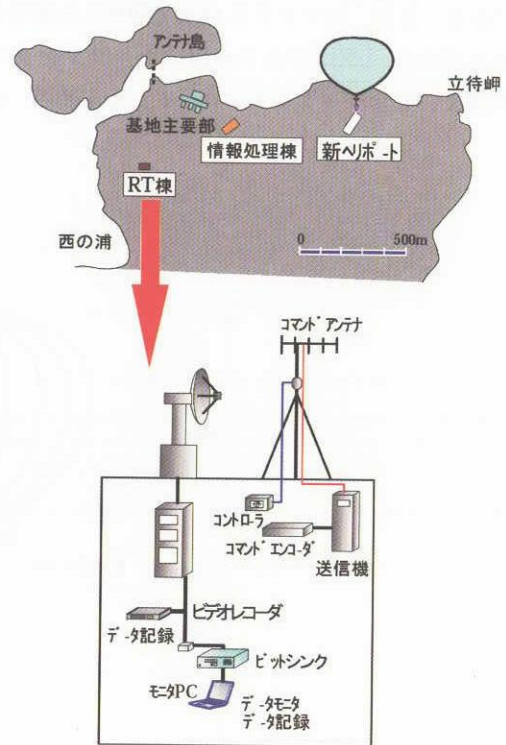 アンテナ島
立待岬
基地主要部
情報処理棟
新ヘリポート
RT棟
西の浦
0 500m
コマンドアンテナ
コントローラ
コマンドエンコーダ
送信機
ビデオレコーダ
データ記録
ビットシンク
モニタPC
データモニタ
データ記録